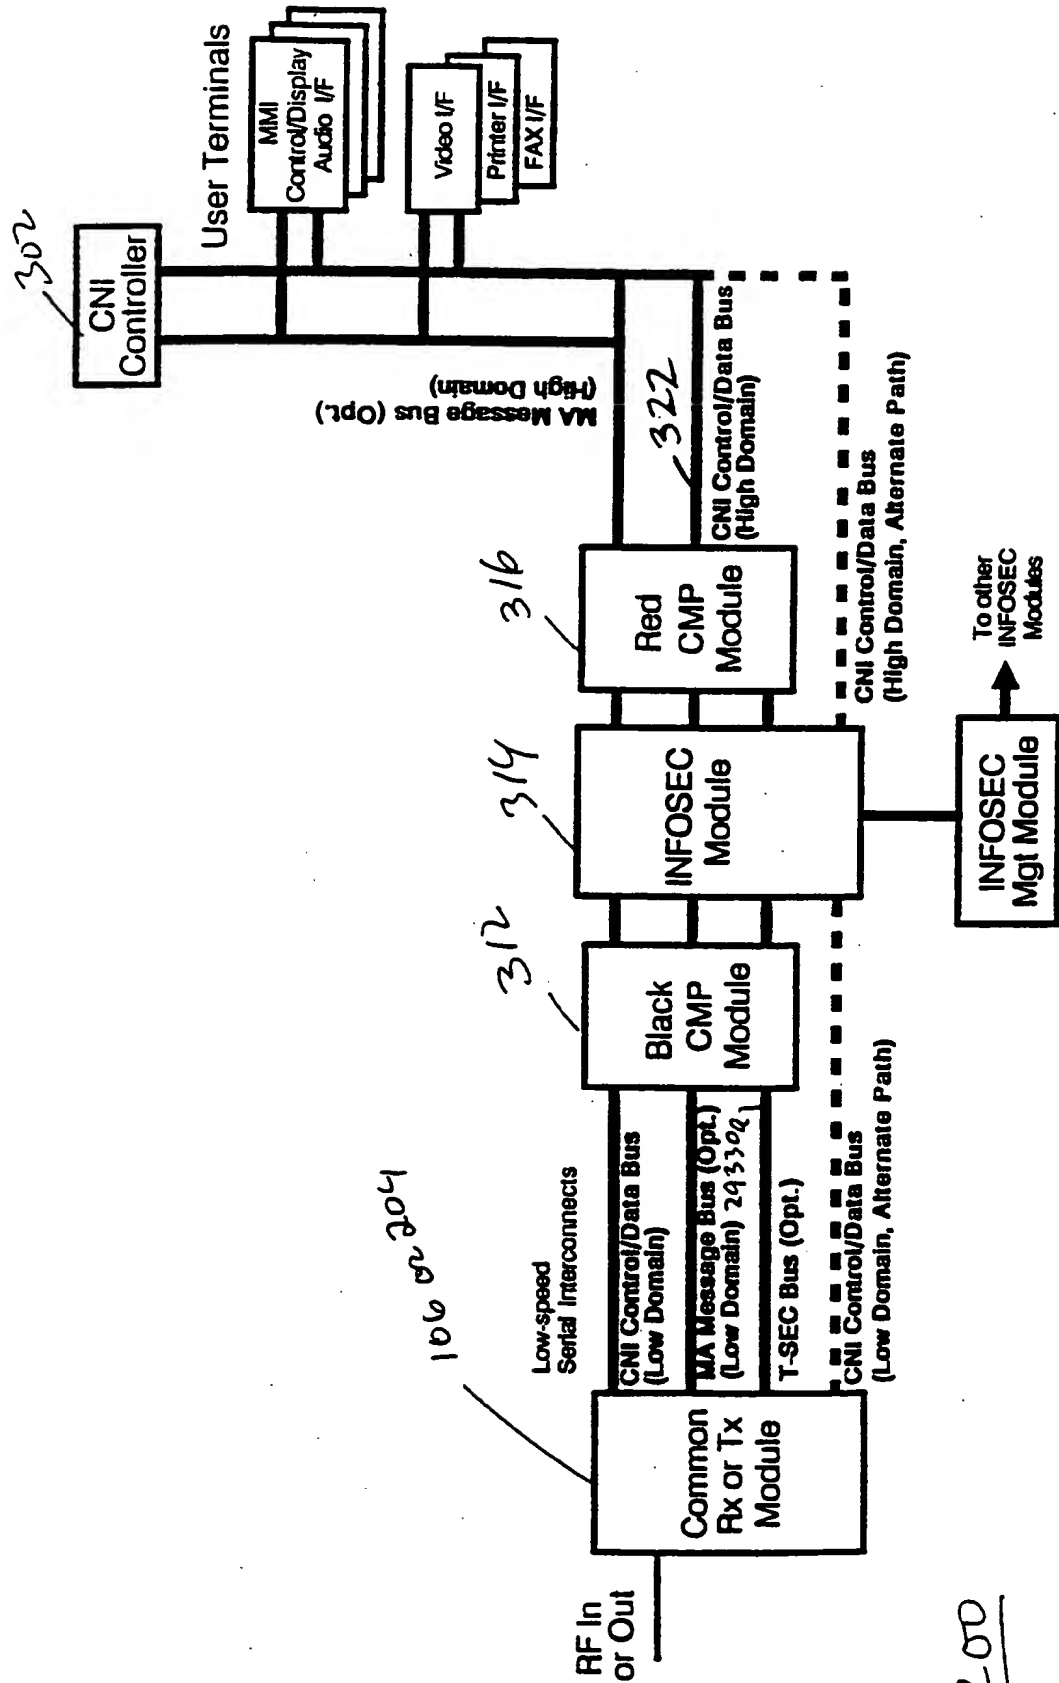 302
CNI
Controller
User Terminals
MMI
Control/Display
Audio I/F
Video I/F
Printer I/F
FAX I/F
MA Message Bus (Opt.)
(High Domain)
322
CNI Control/Data Bus
(High Domain)
316
Red
CMP
Module
CNI Control/Data Bus
(High Domain, Alternate Path)
314
INFOSEC
Module
INFOSEC
Mgt Module
To other
INFOSEC
Modules
312
Black
CMP
Module
106 or 204
Low-speed
Serial Interconnects
CNI Control/Data Bus
(Low Domain)
MA Message Bus (Opt.)
(Low Domain)
T-SEC Bus (Opt.)
CNI Control/Data Bus
(Low Domain, Alternate Path)
Common
Rx or Tx
Module
RF In
or Out